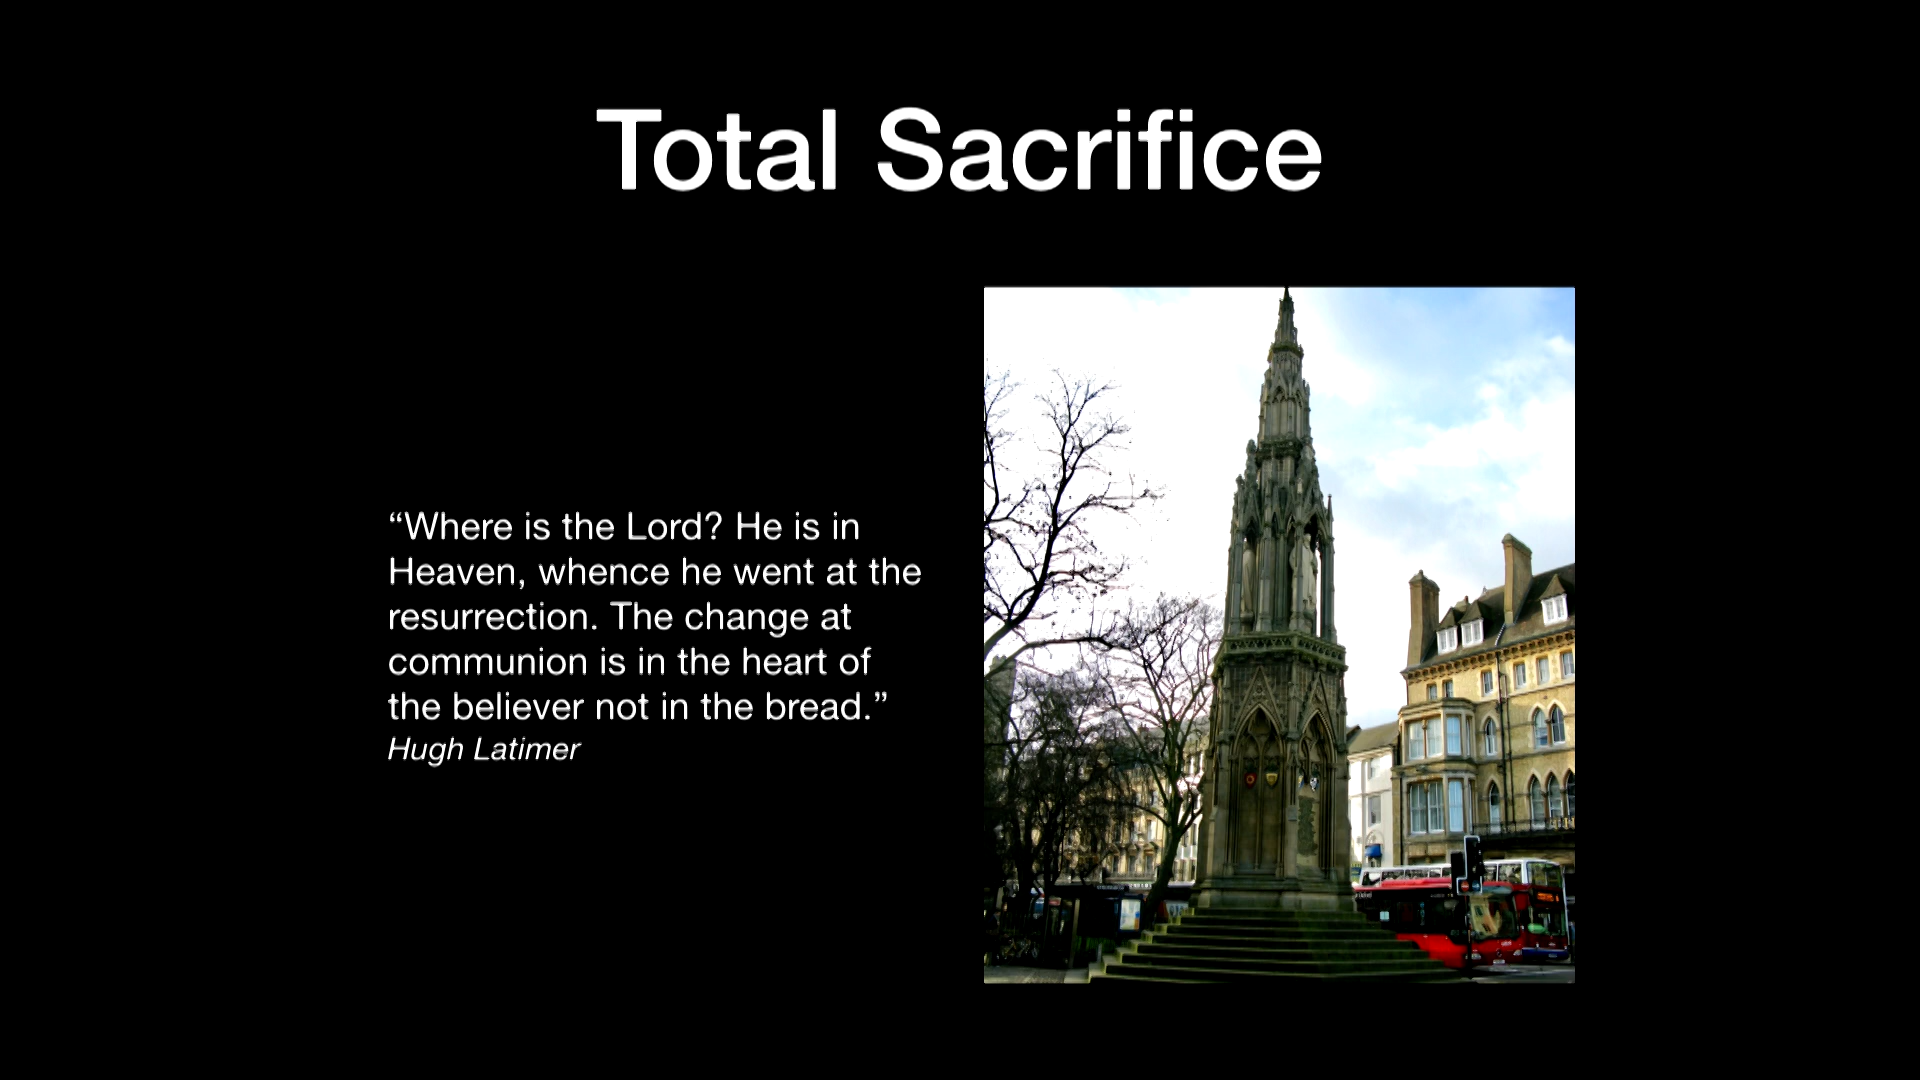 Total Sacrifice
“Where is the Lord? He is in
Heaven, whence he went at the
resurrection. The change at
communion is in the heart of
the believer not in the bread.”
Hugh Latimer